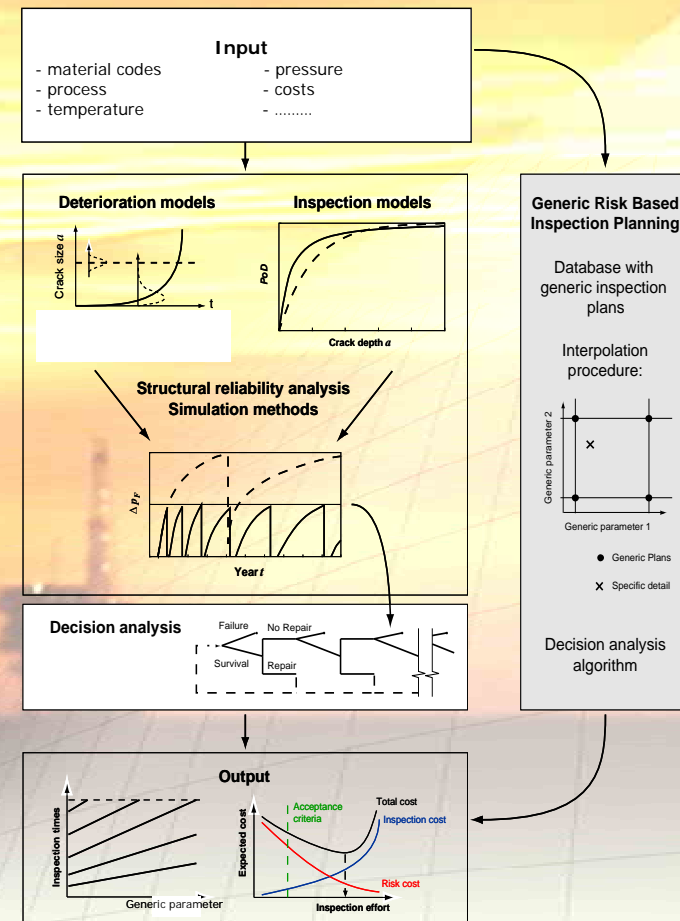 Input
- material codes
- process
- temperature
- pressure
- costs
- .........
Deterioration models
Crack size a
t
Inspection models
PoD
Crack depth a
Structural reliability analysis
Simulation methods
Δ pF
Year t
Decision analysis
Failure
No Repair
Survival
Repair
Generic Risk Based
Inspection Planning
Database with
generic inspection
plans
Interpolation
procedure:
Generic parameter 2
Generic parameter 1
Generic Plans
Specific detail
Decision analysis
algorithm
Output
Inspection times
Generic parameter
Expected cost
Acceptance
criteria
Total cost
Inspection cost
Risk cost
Inspection effort